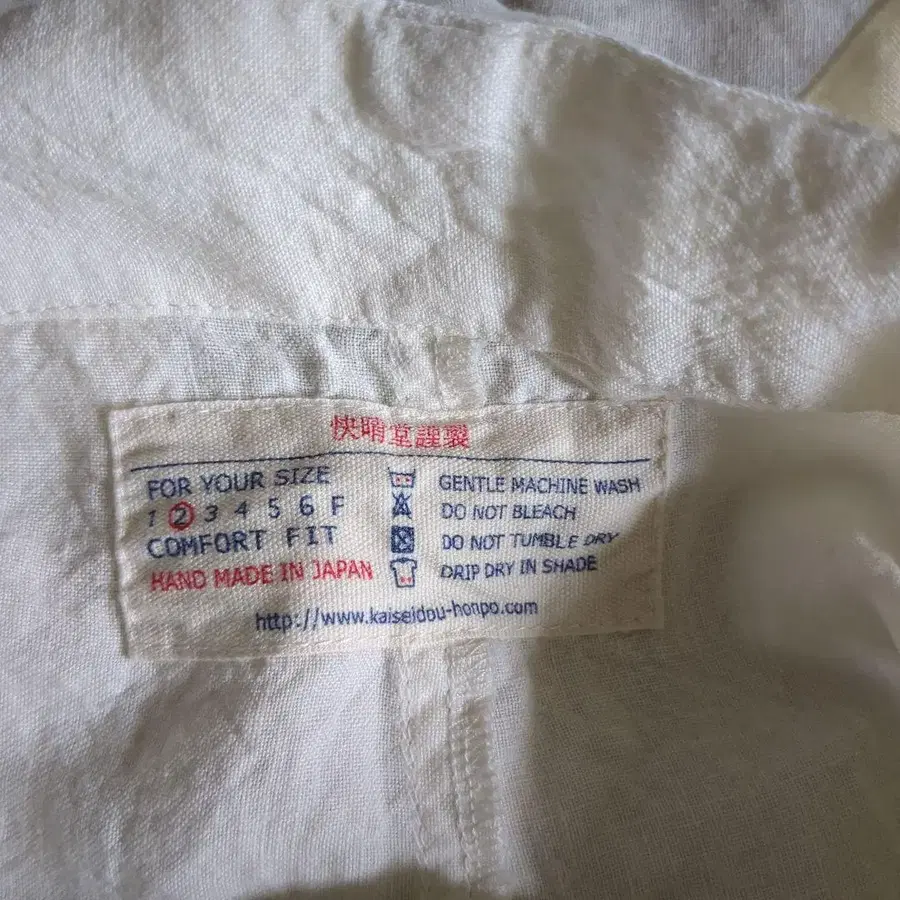 快晴堂謹製
FOR YOUR SIZE
1 2 3 4 5 6 F
COMFORT FIT
HAND MADE IN JAPAN
GENTLE MACHINE WASH
DO NOT BLEACH
DO NOT TUMBLE DRY
DRIP DRY IN SHADE
http://www.kaiseidou-honpo.com